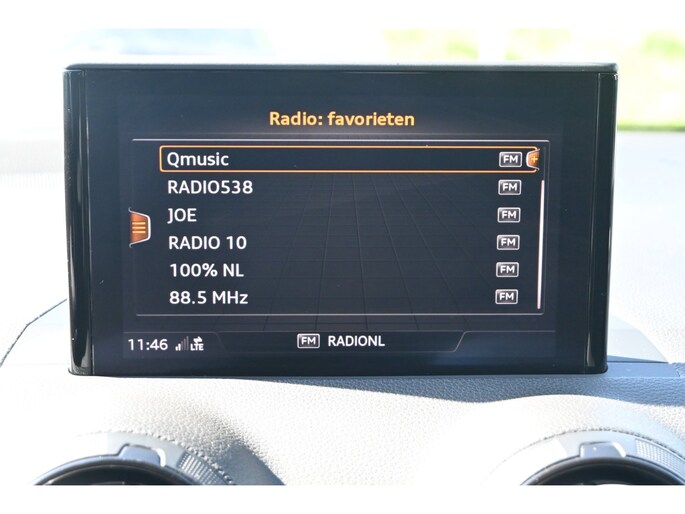 Radio: favorieten
Qmusic FM
RADIO538 FM
JOE FM
RADIO 10 FM
100% NL FM
88.5 MHz FM
11:46 LTE FM RADIONL